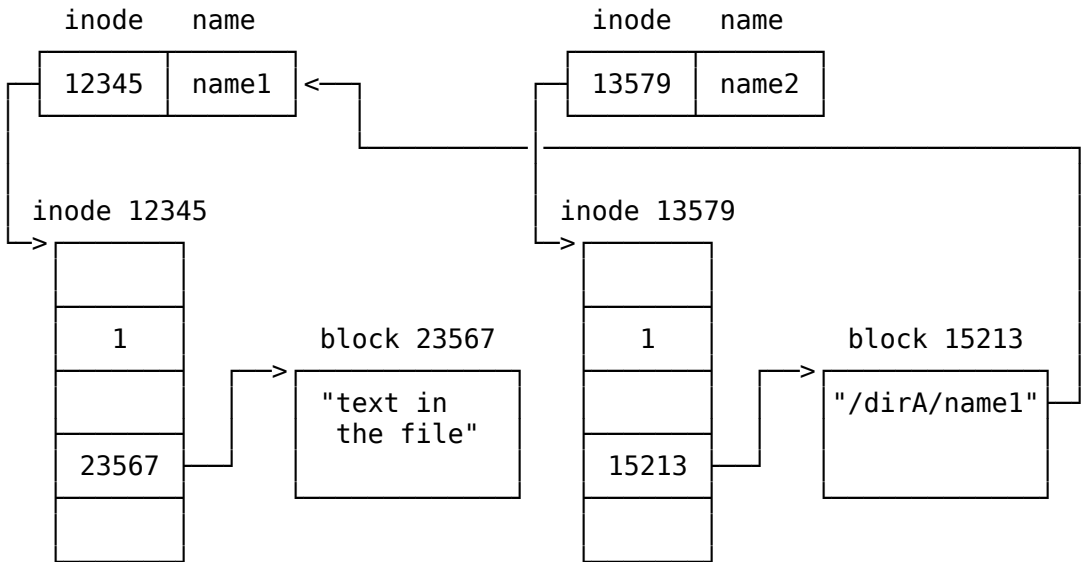 inode name inode name
12345 name1 < 13579 name2
inode 12345 inode 13579
> >
1 block 23567 1 block 15213
> >
"text in "/dirA/name1"
the file"
23567 15213